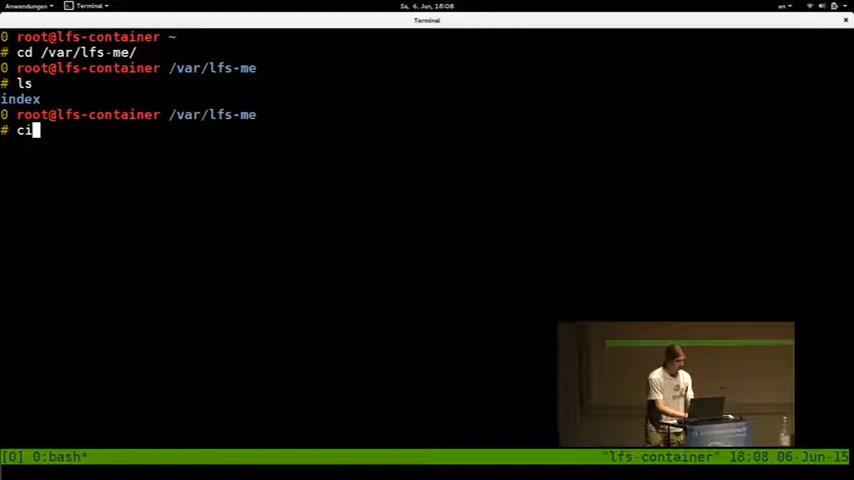 Anwendungen Terminal Sa, 6. Jun, 18:08 en
Terminal
0 root@lfs-container ~
# cd /var/lfs-me/
0 root@lfs-container /var/lfs-me
# ls
index
0 root@lfs-container /var/lfs-me
# ci
[0] 0:bash* "lfs-container" 18:08 06-Jun-15